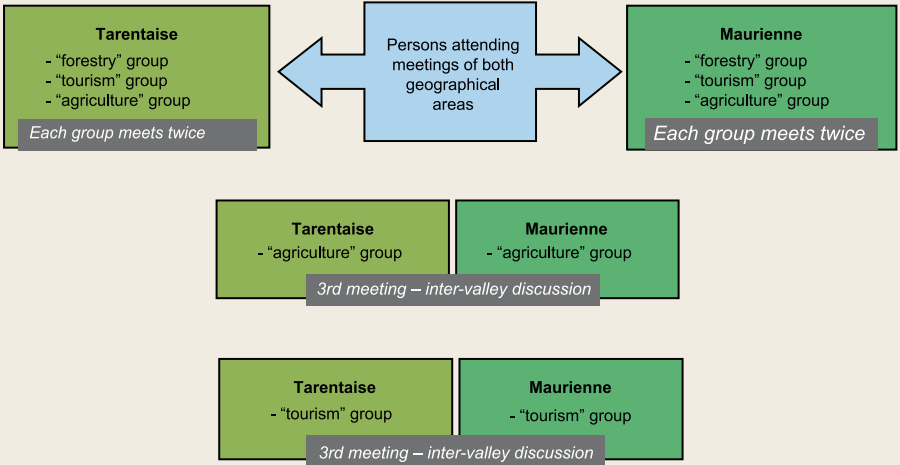 Tarentaise
- “forestry” group
- “tourism” group
- “agriculture” group
Each group meets twice
Persons attending
meetings of both
geographical
areas
Maurienne
- “forestry” group
- “tourism” group
- “agriculture” group
Each group meets twice
Tarentaise
- “agriculture” group
Maurienne
- “agriculture” group
3rd meeting – inter-valley discussion
Tarentaise
- “tourism” group
Maurienne
- “tourism” group
3rd meeting – inter-valley discussion